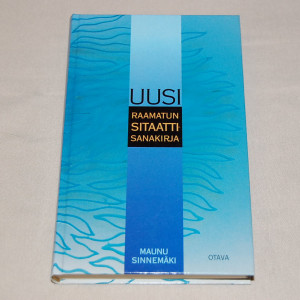 UUSI
RAAMATUN
SITAATTI
SANAKIRJA
MAUNU
SINNEMÄKI
OTAVA